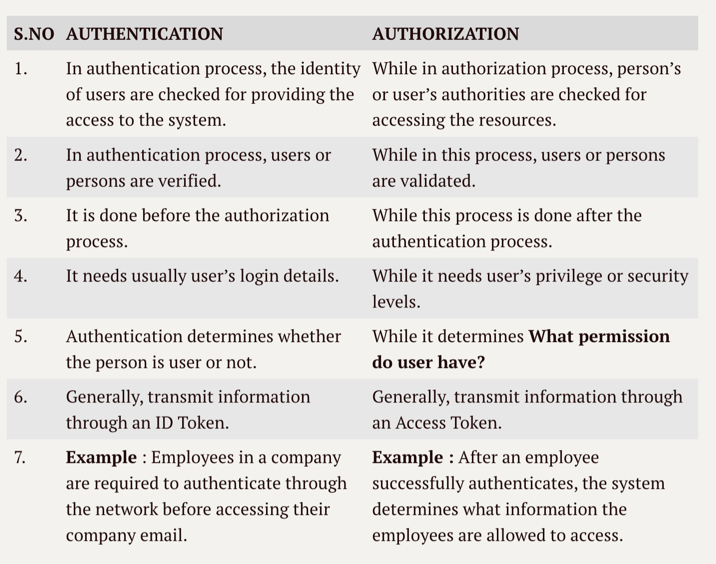 S.NO AUTHENTICATION AUTHORIZATION
1. In authentication process, the identity While in authorization process, person’s
of users are checked for providing the or user’s authorities are checked for
access to the system. accessing the resources.
2. In authentication process, users or While in this process, users or persons
persons are verified. are validated.
3. It is done before the authorization While this process is done after the
process. authentication process.
4. It needs usually user’s login details. While it needs user’s privilege or security
levels.
5. Authentication determines whether While it determines What permission
the person is user or not. do user have?
6. Generally, transmit information Generally, transmit information through
through an ID Token. an Access Token.
7. Example : Employees in a company Example : After an employee
are required to authenticate through successfully authenticates, the system
the network before accessing their determines what information the
company email. employees are allowed to access.